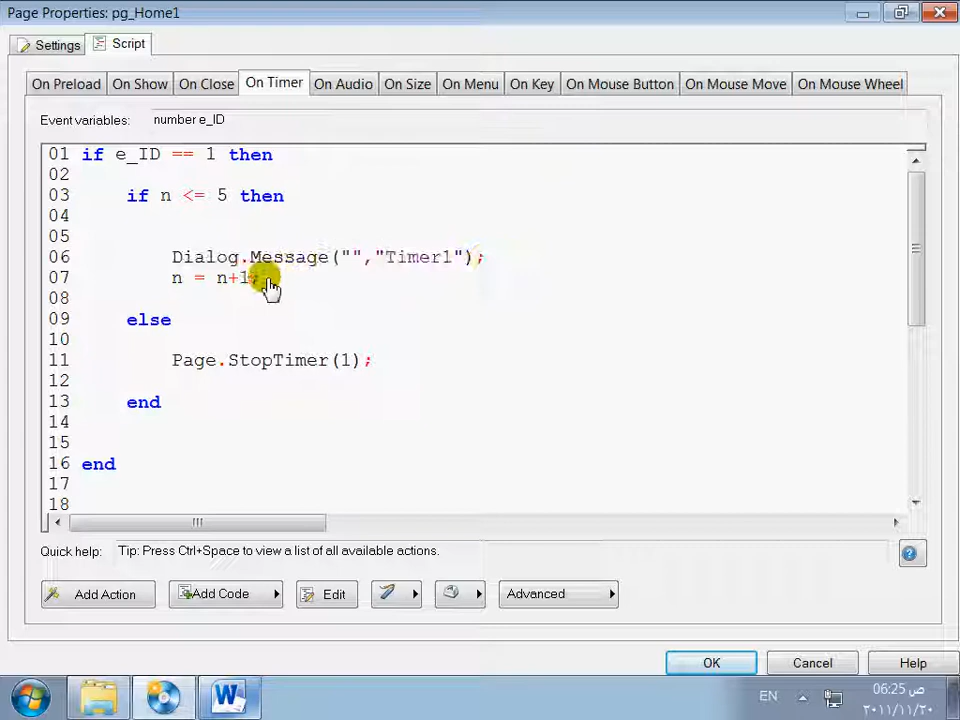 Page Properties: pg_Home1
Settings
Script
On Preload
On Show
On Close
On Timer
On Audio
On Size
On Menu
On Key
On Mouse Button
On Mouse Move
On Mouse Wheel
Event variables: number e_ID
01 if e_ID == 1 then
02
03 if n <= 5 then
04
05
06 Dialog.Message("","Timer1");
07 n = n+1;
08
09 else
10
11 Page.StopTimer(1);
12
13 end
14
15
16 end
17
18
Quick help: Tip: Press Ctrl+Space to view a list of all available actions.
Add Action
Add Code
Edit
Advanced
OK
Cancel
Help
EN
06:25 ص
٢٠١١/١١/٢٠